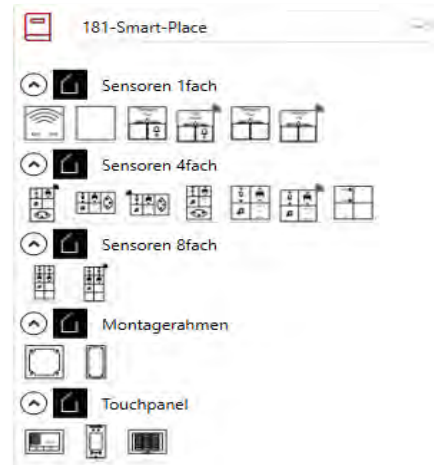 181-Smart-Place
Sensoren 1fach
Sensoren 4fach
Sensoren 8fach
Montagerahmen
Touchpanel